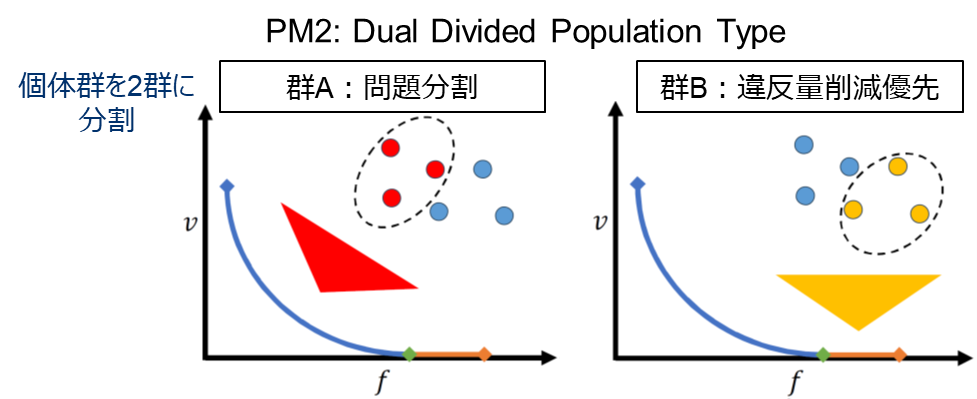 PM2: Dual Divided Population Type
個体群を2群に
分割
群A：問題分割
群B：違反量削減優先
v
f
v
f